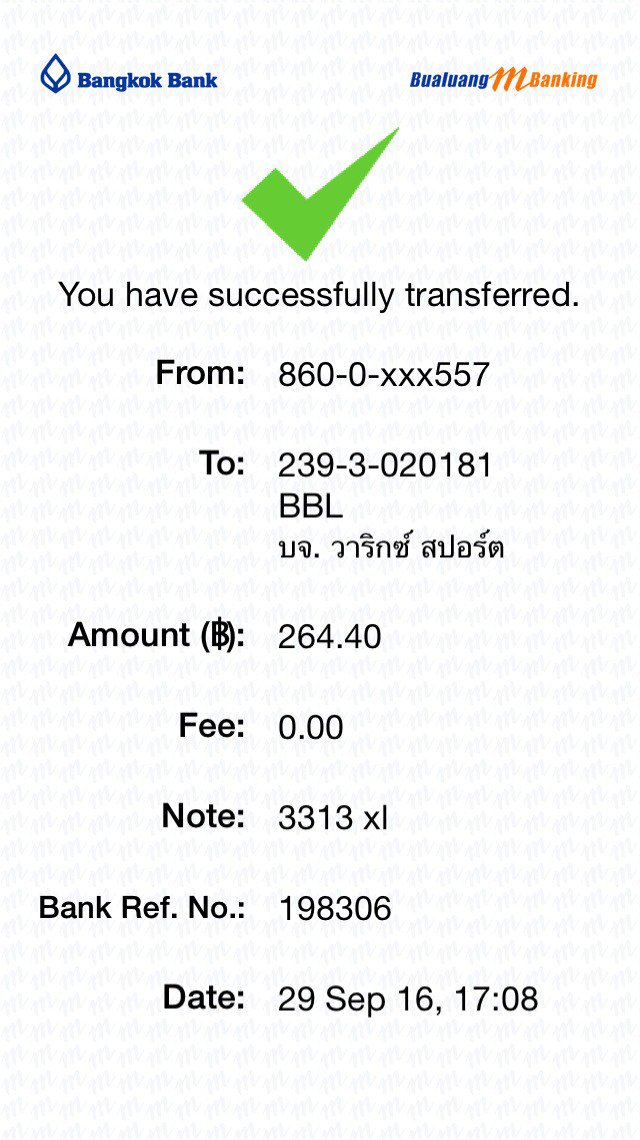 Bangkok Bank
Bualuang mBanking
You have successfully transferred.
From: 860-0-xxx557
To: 239-3-020181
BBL
บจ. วาริกซ์ สปอร์ต
Amount (฿): 264.40
Fee: 0.00
Note: 3313 xl
Bank Ref. No.: 198306
Date: 29 Sep 16, 17:08